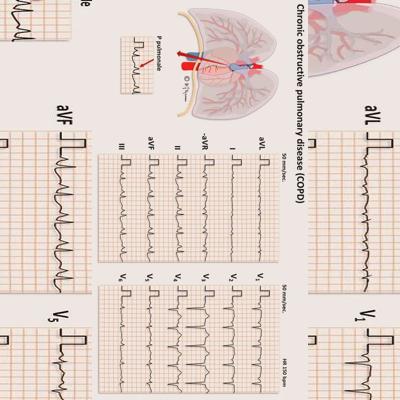 aVL
V₁
Chronic obstructive pulmonary disease (COPD)
P pulmonale
50 mm/sec.
aVL
I
-aVR
II
aVF
III
50 mm/sec.
HR 150 bpm
V₁
V₂
V₃
V₄
V₅
V₆
aVF
V₅